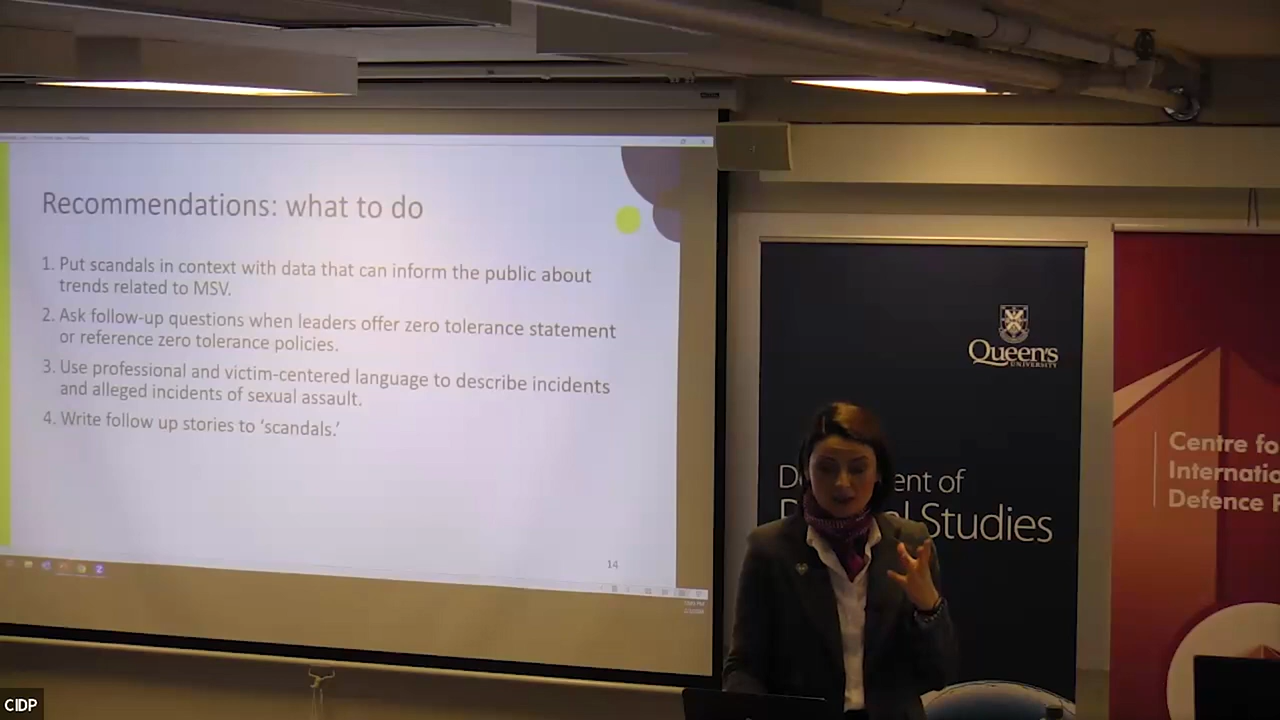 Recommendations: what to do
1. Put scandals in context with data that can inform the public about
trends related to MSV.
2. Ask follow-up questions when leaders offer zero tolerance statement
or reference zero tolerance policies.
3. Use professional and victim-centered language to describe incidents
and alleged incidents of sexual assault.
4. Write follow up stories to ‘scandals.’
14
Queen's
UNIVERSITY
ent of
Studies
Centre fo
Internatio
Defence
CIDP